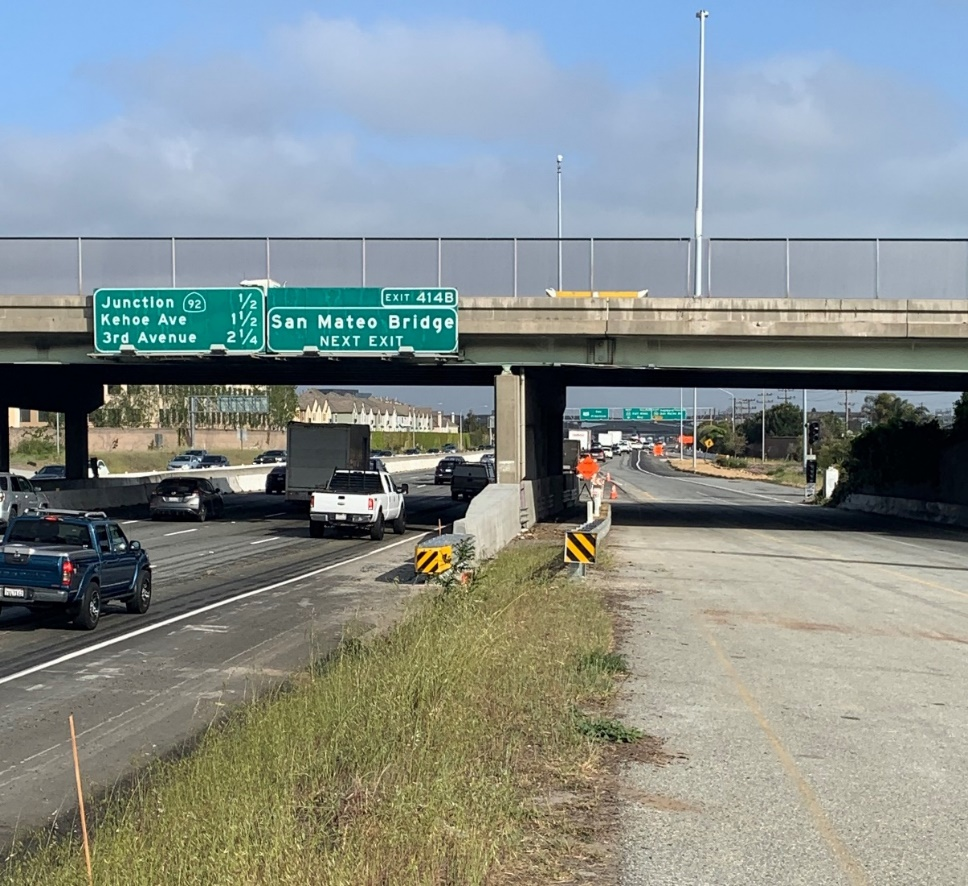 Junction 92 1/2
Kehoe Ave 1 1/2
3rd Avenue 2 1/4
EXIT 414B
San Mateo Bridge
NEXT EXIT